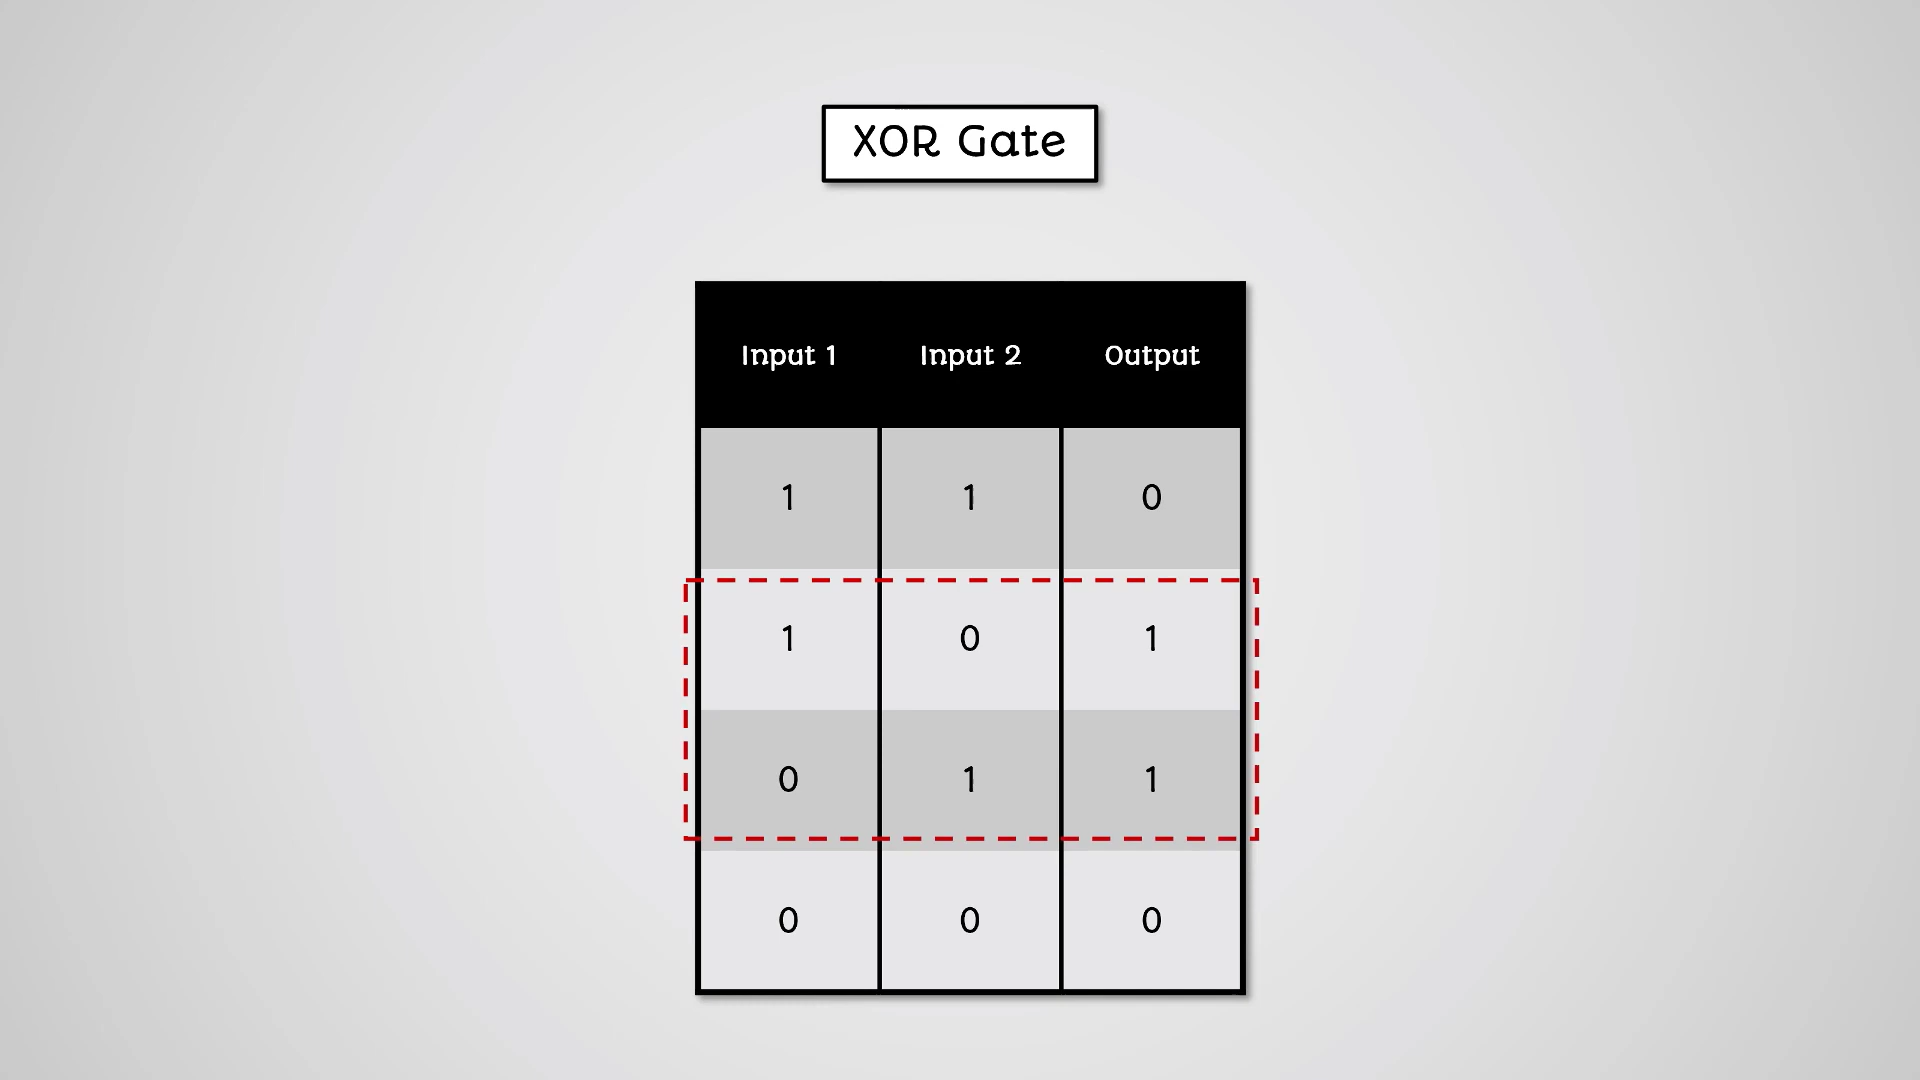 XOR Gate
Input 1 Input 2 Output
1 1 0
1 0 1
0 1 1
0 0 0